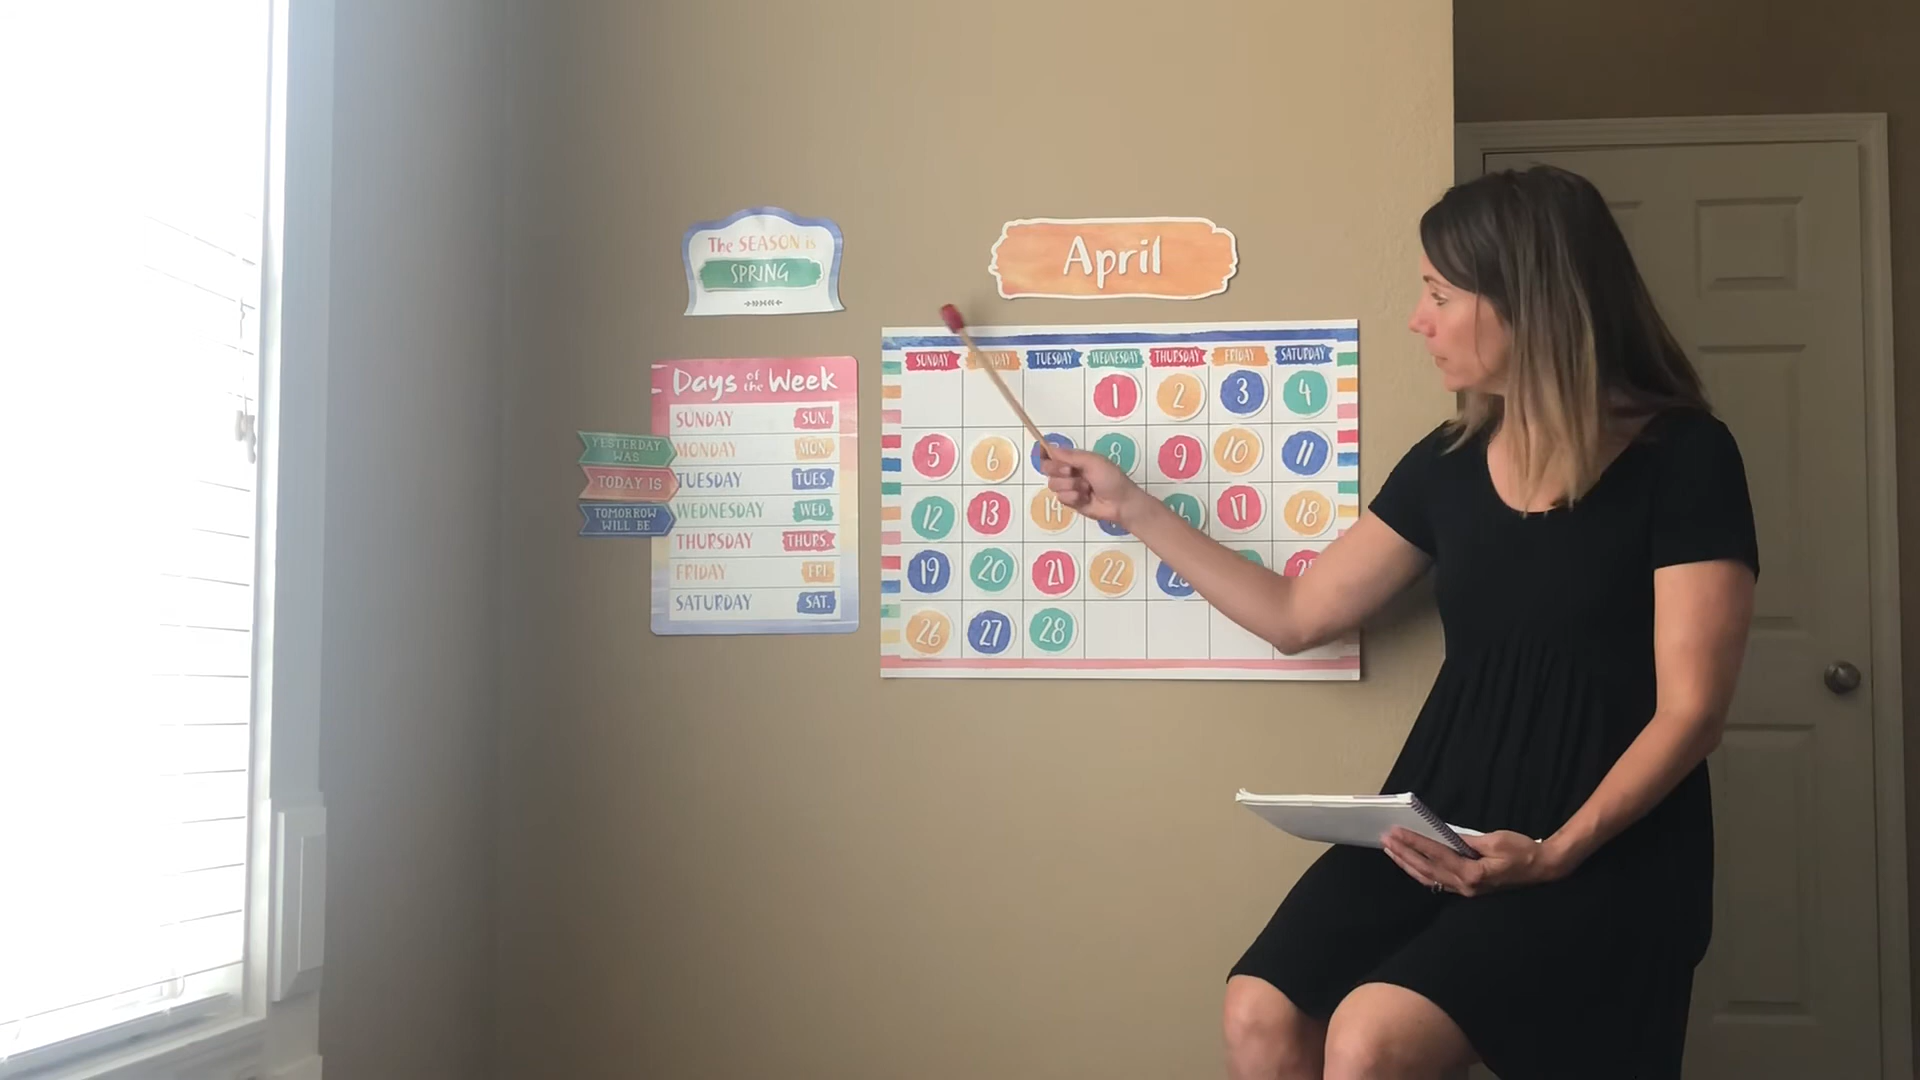 The SEASON is
SPRING
April
Days of the Week
SUNDAY SUN.
MONDAY MON.
TUESDAY TUES.
WEDNESDAY WED.
THURSDAY THURS.
FRIDAY FRI.
SATURDAY SAT.
YESTERDAY
WAS
TODAY IS
TOMORROW
WILL BE
SUNDAY TUESDAY WEDNESDAY THURSDAY FRIDAY SATURDAY
1 2 3 4
5 6 8 9 10 11
12 13 14 16 17 18
19 20 21 22
26 27 28